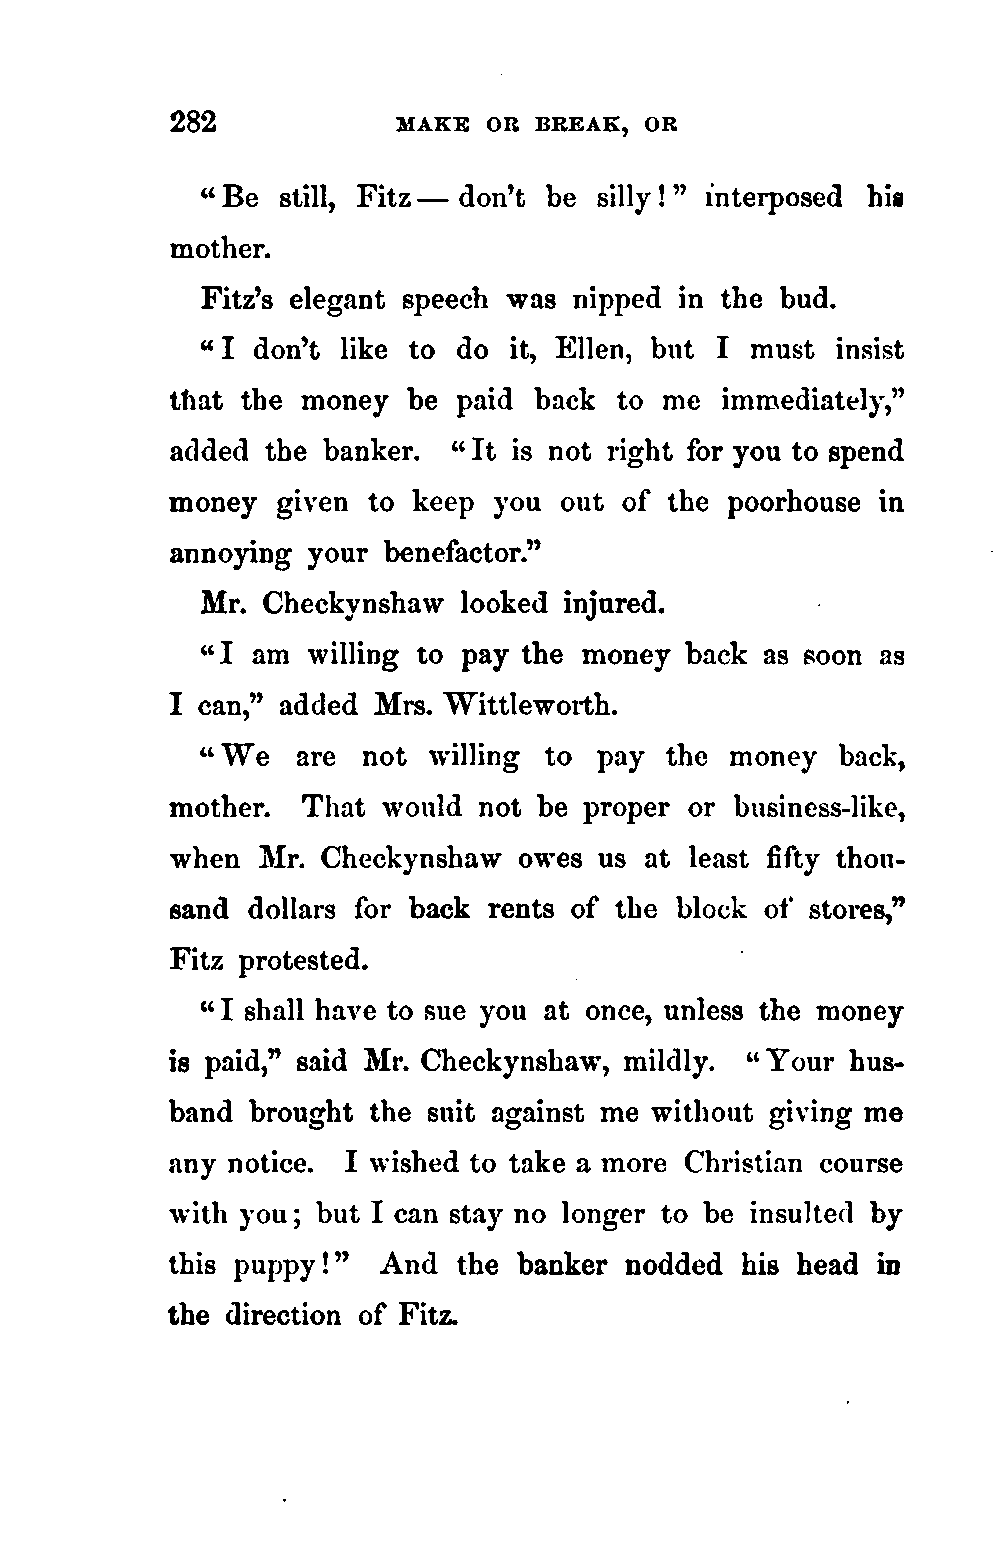 282 MAKE OR BREAK, OR
“Be still, Fitz — don’t be silly!” interposed his
mother.
Fitz’s elegant speech was nipped in the bud.
“I don’t like to do it, Ellen, but I must insist
that the money be paid back to me immediately,”
added the banker. “It is not right for you to spend
money given to keep you out of the poorhouse in
annoying your benefactor.”
Mr. Checkynshaw looked injured.
“I am willing to pay the money back as soon as
I can,” added Mrs. Wittleworth.
“We are not willing to pay the money back,
mother. That would not be proper or business-like,
when Mr. Checkynshaw owes us at least fifty thou-
sand dollars for back rents of the block of stores,”
Fitz protested.
“I shall have to sue you at once, unless the money
is paid,” said Mr. Checkynshaw, mildly. “Your hus-
band brought the suit against me without giving me
any notice. I wished to take a more Christian course
with you; but I can stay no longer to be insulted by
this puppy!” And the banker nodded his head in
the direction of Fitz.